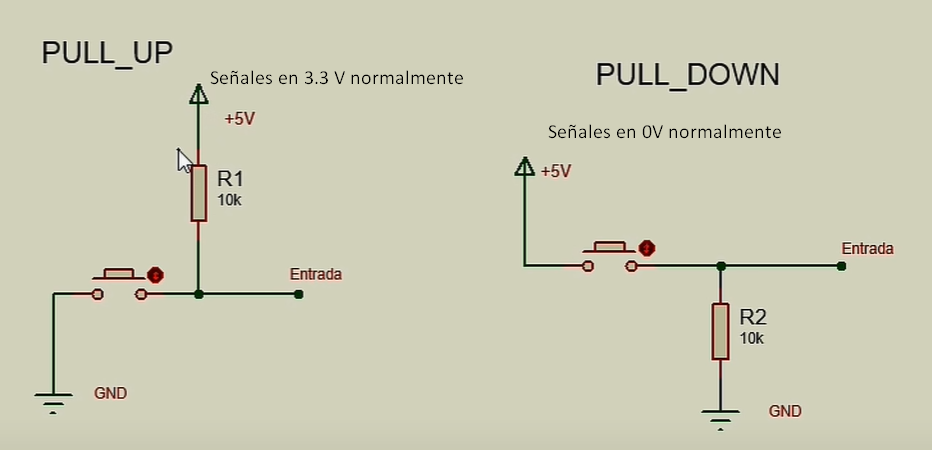 PULL_UP
Señales en 3.3 V normalmente
+5V
R1
10k
Entrada
GND
PULL_DOWN
Señales en 0V normalmente
+5V
Entrada
R2
10k
GND